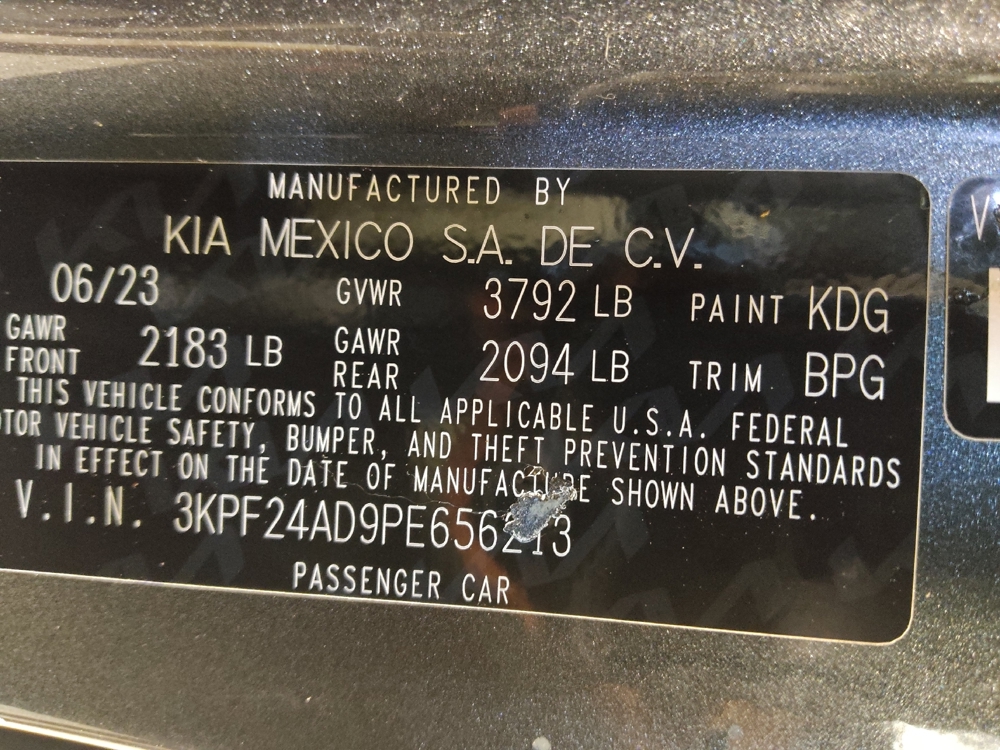 MANUFACTURED BY
KIA MEXICO S.A. DE C.V.
06/23 GVWR 3792 LB PAINT KDG
GAWR FRONT 2183 LB GAWR REAR 2094 LB TRIM BPG
THIS VEHICLE CONFORMS TO ALL APPLICABLE U.S.A. FEDERAL
OTOR VEHICLE SAFETY, BUMPER, AND THEFT PREVENTION STANDARDS
IN EFFECT ON THE DATE OF MANUFACTURE SHOWN ABOVE.
V.I.N. 3KPF24AD9PE656213
PASSENGER CAR